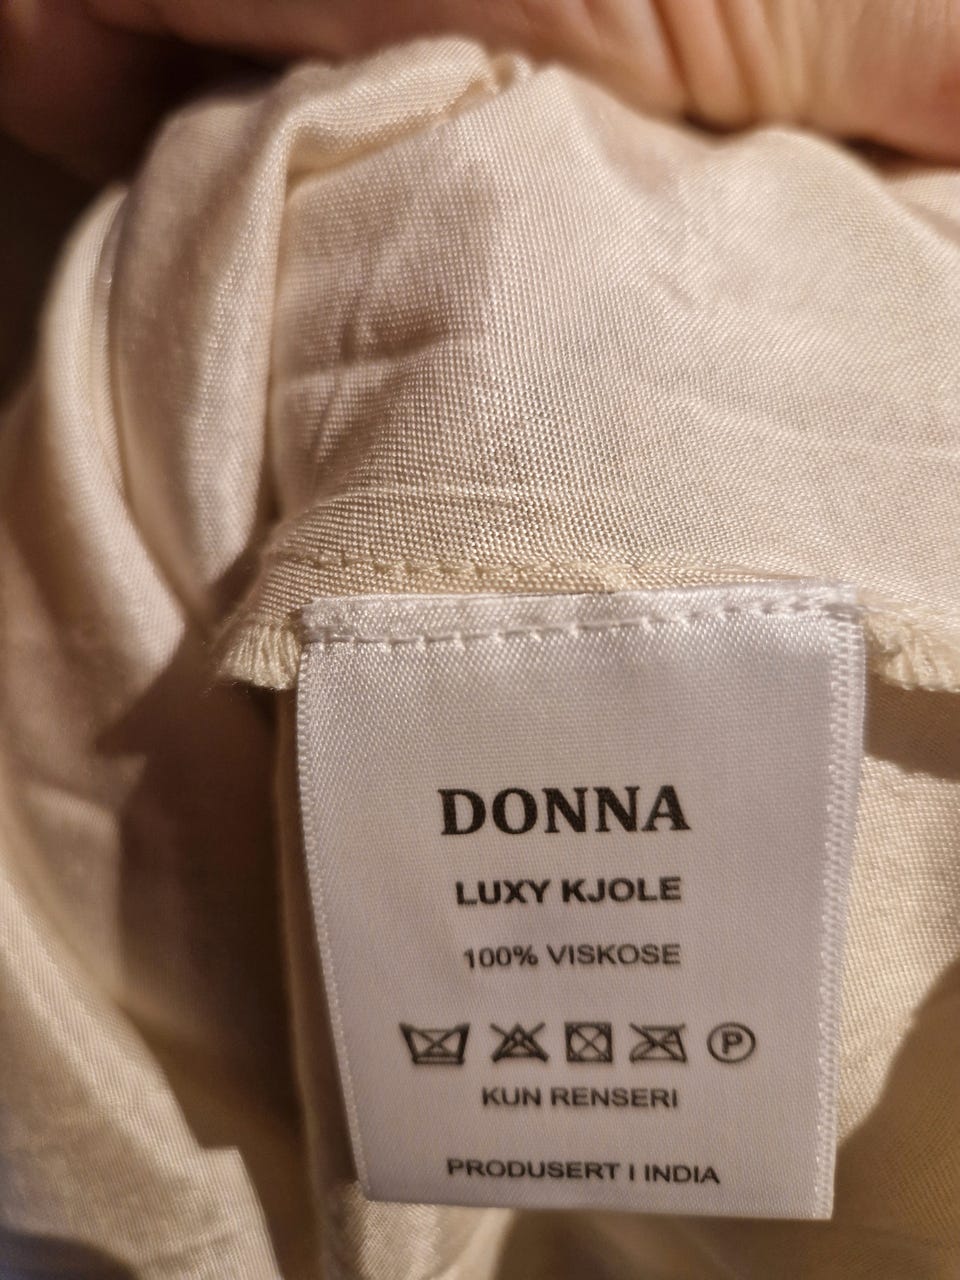 DONNA
LUXY KJOLE
100% VISKOSE
P
KUN RENSERI
PRODUSERT I INDIA